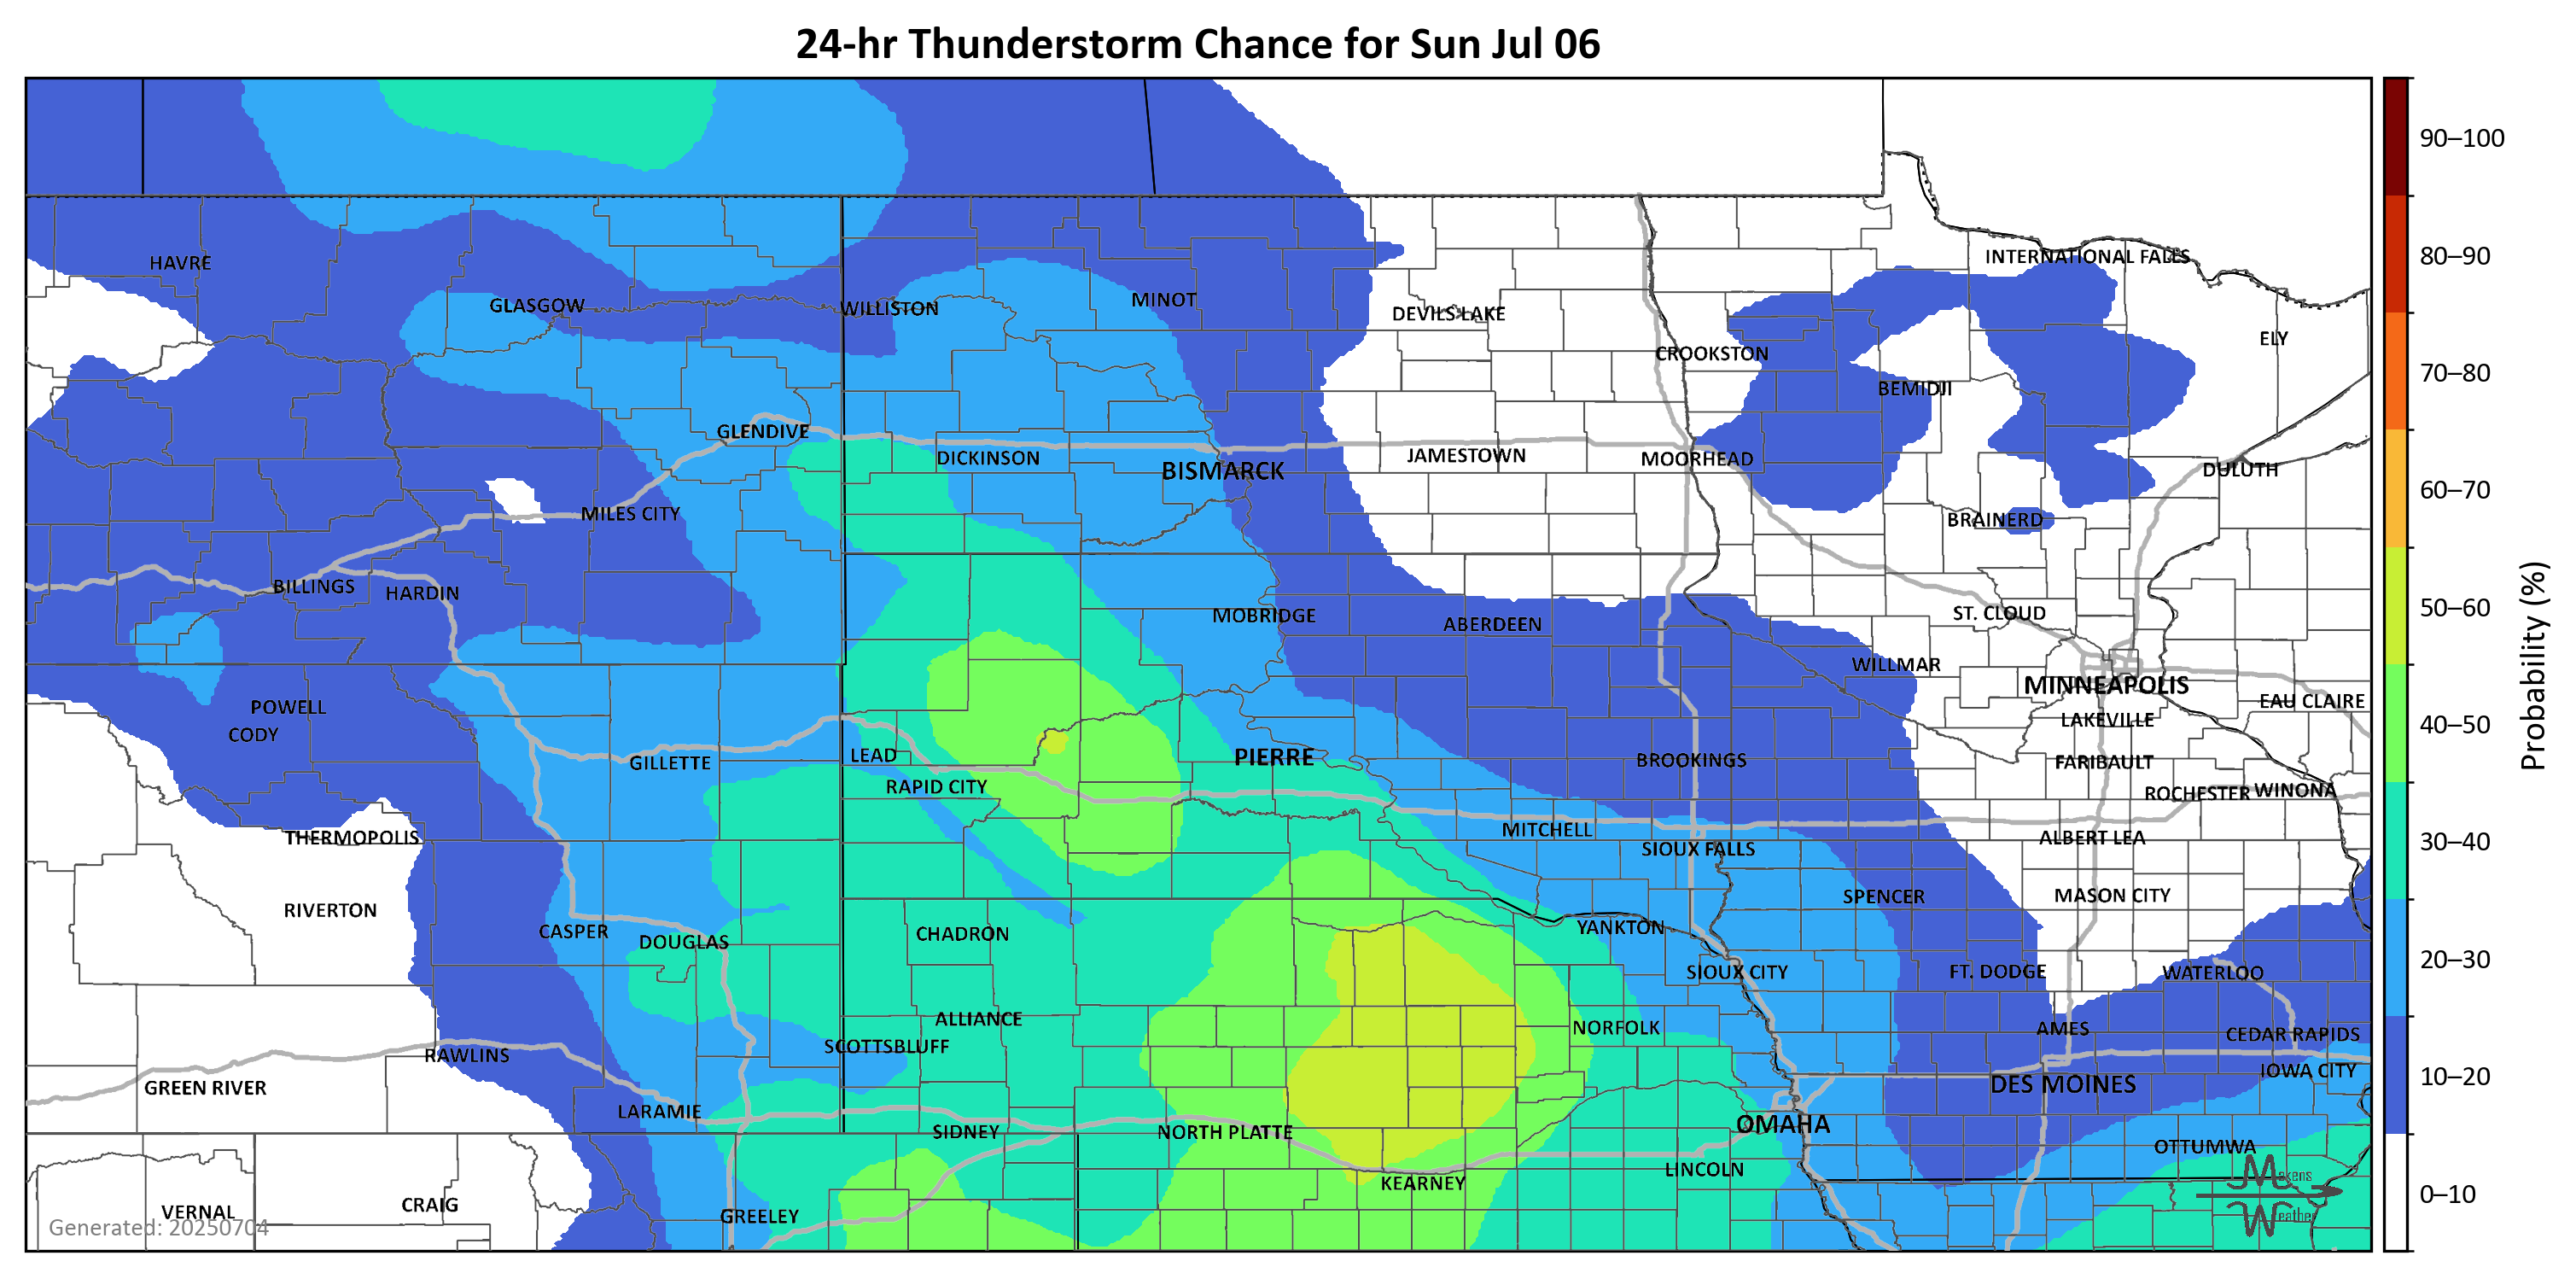 24-hr Thunderstorm Chance for Sun Jul 06
90–100
INTERNATIONAL FALLS
80–90
HAVRE
MINOT
GLASGOW
WILLISTON
DEVILS LAKE
ELY
CROOKSTON
70–80
BEMIDJI
GLENDIVE
DICKINSON
JAMESTOWN
MOORHEAD
BISMARCK
DULUTH
60–70
MILES CITY
BRAINERD
BILLINGS
HARDIN
50–60
MOBRIDGE
ABERDEEN
ST. CLOUD
WILLMAR
MINNEAPOLIS
EAU CLAIRE
POWELL
LAKEVILLE
40–50
CODY
Probability (%)
LEAD
PIERRE
GILLETTE
BROOKINGS
FARIBAULT
RAPID CITY
ROCHESTER
WINONA
THERMOPOLIS
MITCHELL
ALBERT LEA
30–40
SIOUX FALLS
SPENCER
MASON CITY
RIVERTON
YANKTON
CASPER
CHADRON
DOUGLAS
20–30
SIOUX CITY
FT. DODGE
WATERLOO
ALLIANCE
NORFOLK
AMES
CEDAR RAPIDS
SCOTTSBLUFF
RAWLINS
IOWA CITY
10–20
GREEN RIVER
DES MOINES
LARAMIE
OMAHA
SIDNEY
NORTH PLATTE
OTTUMWA
LINCOLN
Makens
KEARNEY
0–10
CRAIG
VERNAL
GREELEY
Weather
Generated: 20250704